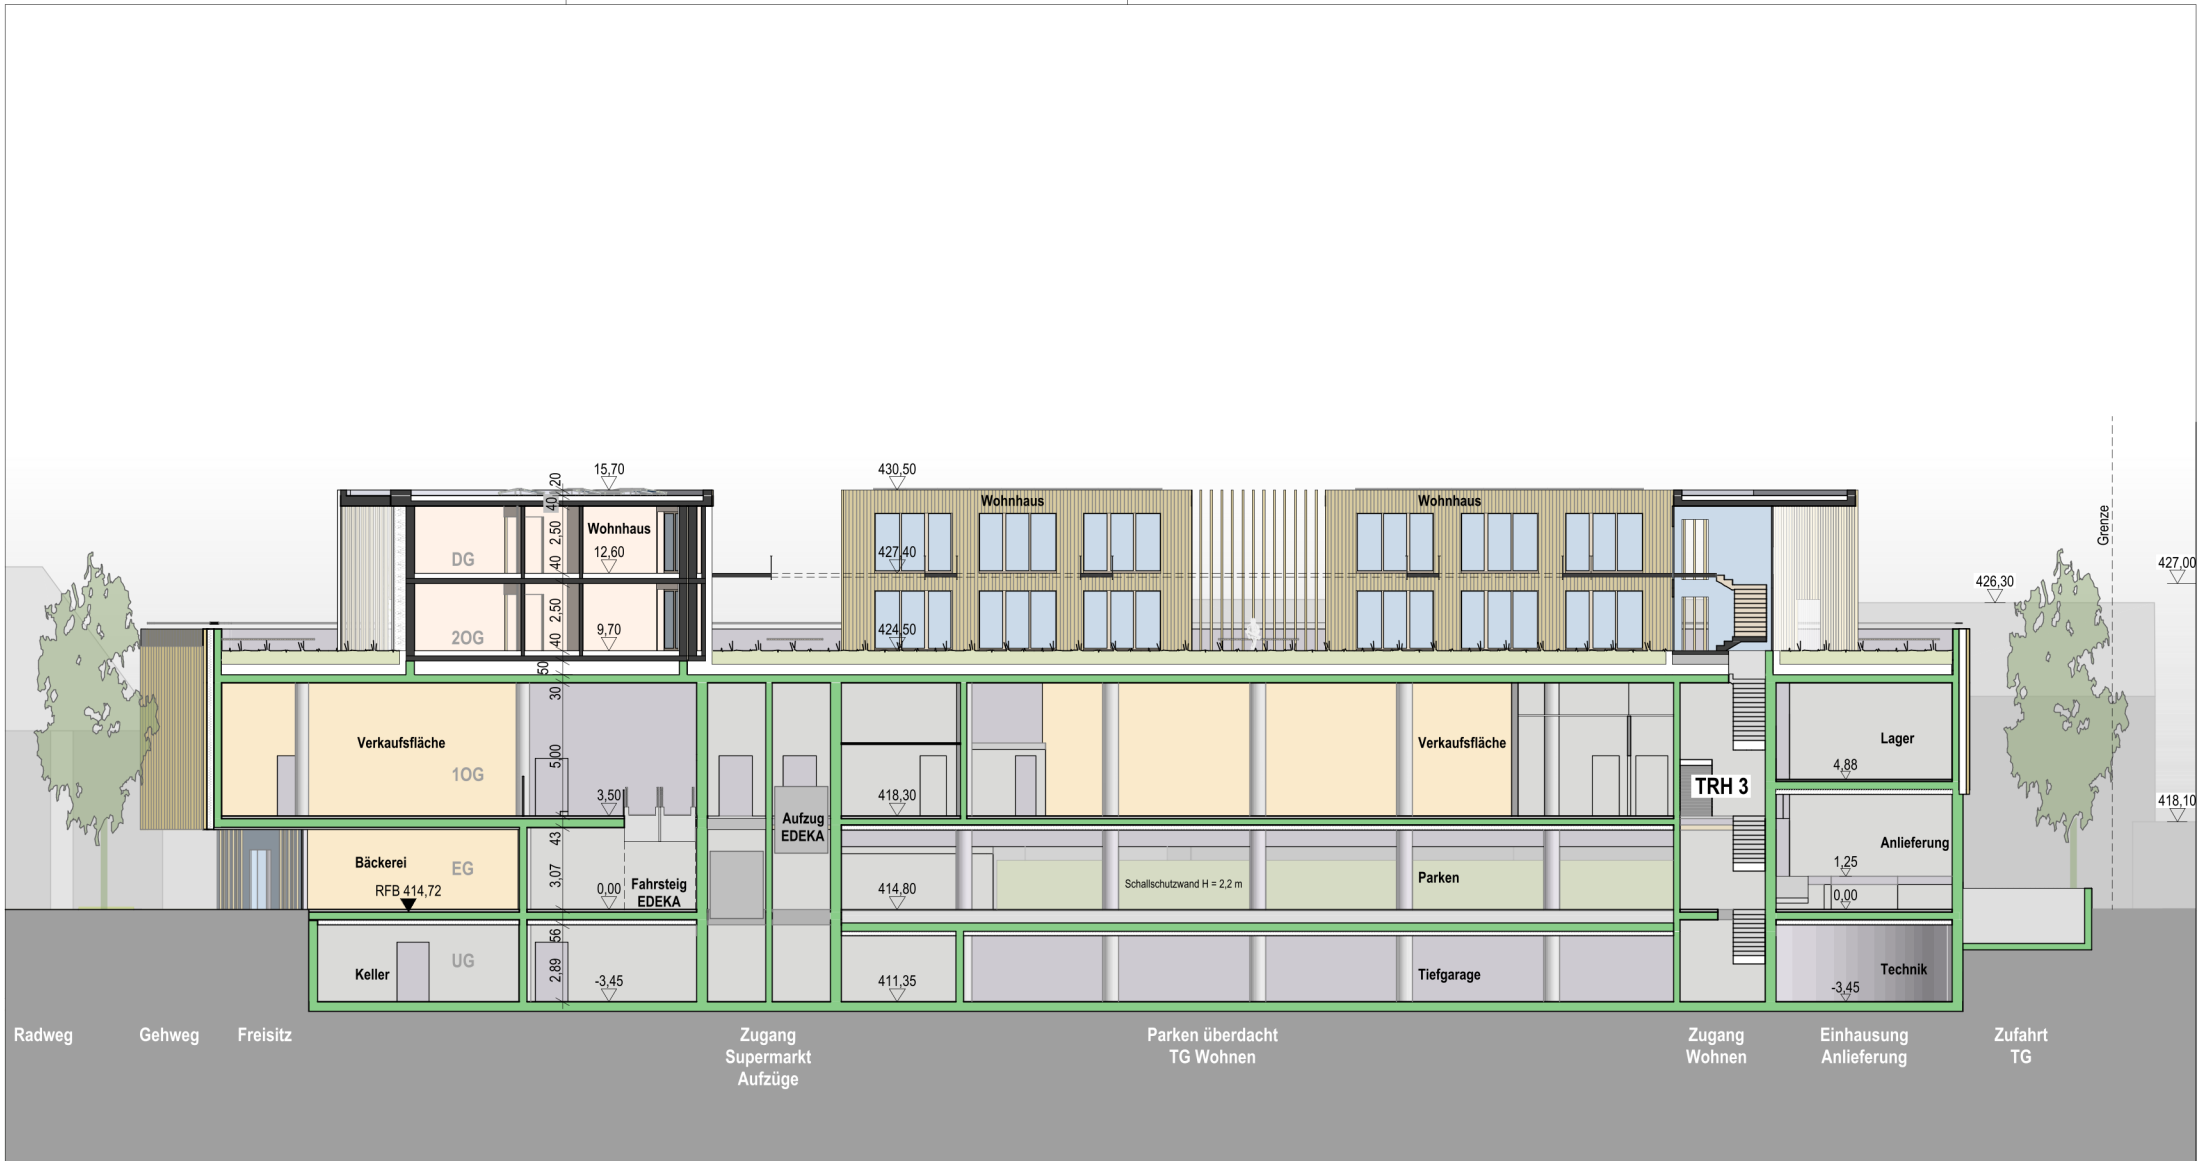 Grenze
15,70
430,50
20
40
Wohnhaus
Wohnhaus
Wohnhaus
2,50
DG
12,60
427,40
427,00
426,30
40
2,50
2OG
9,70
424,50
40
50
30
Verkaufsfläche
1OG
5,00
Verkaufsfläche
Lager
4,88
TRH 3
3,50
418,30
418,10
Aufzug
EDEKA
43
Bäckerei
EG
RFB 414,72
3,07
0,00
Fahrsteig
EDEKA
414,80
Schallschutzwand H = 2,2 m
Parken
Anlieferung
1,25
0,00
56
Keller
UG
2,89
-3,45
411,35
Tiefgarage
Technik
-3,45
Radweg
Gehweg
Freisitz
Zugang
Supermarkt
Aufzüge
Parken überdacht
TG Wohnen
Zugang
Wohnen
Einhausung
Anlieferung
Zufahrt
TG